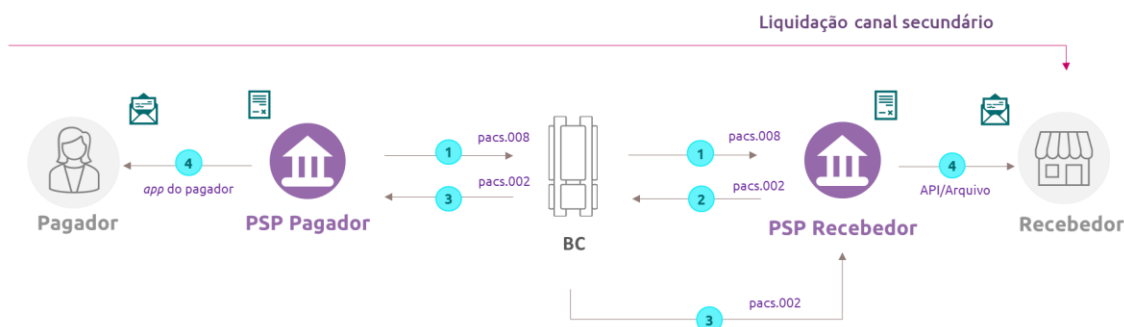 Liquidação canal secundário
pacs.008
pacs.008
1
1
4
4
app do pagador
pacs.002
pacs.002
API/Arquivo
3
2
Pagador
PSP Pagador
BC
PSP Recebedor
Recebedor
pacs.002
3